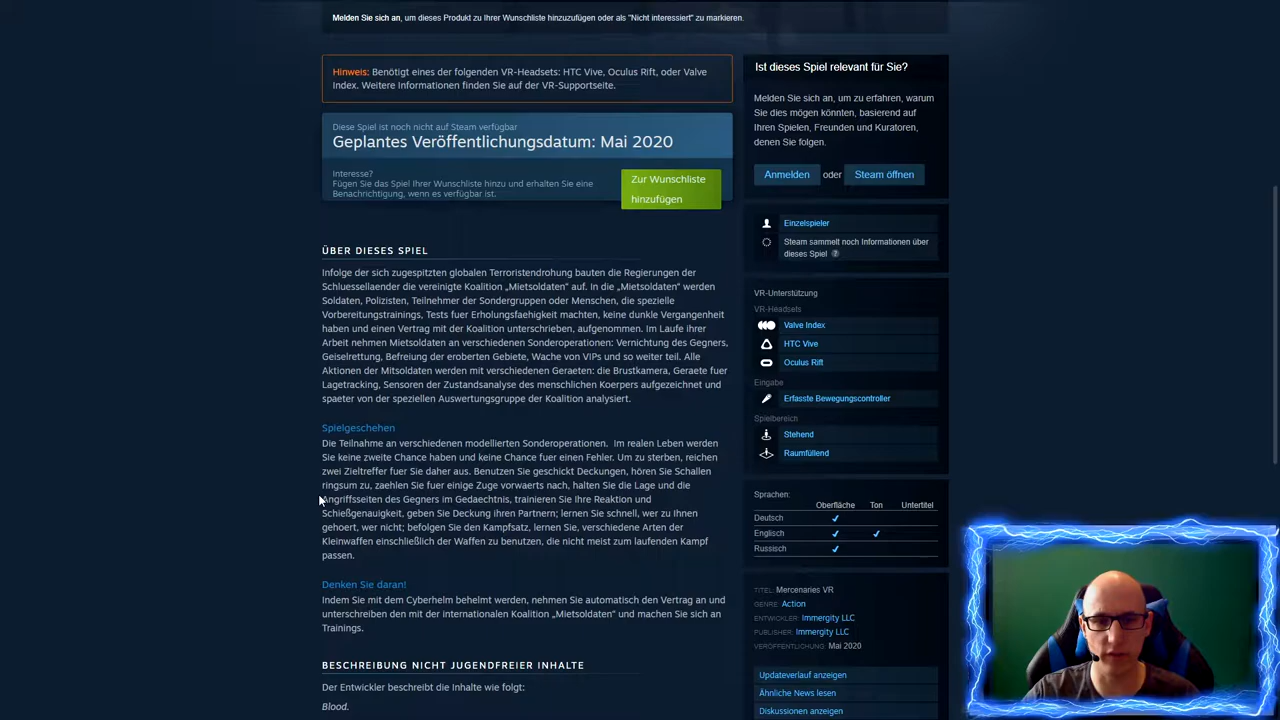 Melden Sie sich an, um dieses Produkt zu Ihrer Wunschliste hinzuzufügen oder als "Nicht interessiert" zu markieren.
Hinweis: Benötigt eines der folgenden VR-Headsets: HTC Vive, Oculus Rift, oder Valve
Index. Weitere Informationen finden Sie auf der VR-Supportseite.
Diese Spiel ist noch nicht auf Steam verfügbar
Geplantes Veröffentlichungsdatum: Mai 2020
Interesse?
Fügen Sie das Spiel Ihrer Wunschliste hinzu und erhalten Sie eine
Benachrichtigung, wenn es verfügbar ist.
Zur Wunschliste
hinzufügen
ÜBER DIESES SPIEL
Infolge der sich zugespitzten globalen Terroristendrohung bauten die Regierungen der
Schluessellaender die vereinigte Koalition „Mietsoldaten” auf. In die „Mietsoldaten” werden
Soldaten, Polizisten, Teilnehmer der Sondergruppen oder Menschen, die spezielle
Vorbereitungstrainings, Tests fuer Erholungsfaehigkeit machten, keine dunkle Vergangenheit
haben und einen Vertrag mit der Koalition unterschrieben, aufgenommen. Im Laufe ihrer
Arbeit nehmen Mietsoldaten an verschiedenen Sonderoperationen: Vernichtung des Gegners,
Geiselrettung, Befreiung der eroberten Gebiete, Wache von VIPs und so weiter teil. Alle
Aktionen der Mitsoldaten werden mit verschiedenen Geraeten: die Brustkamera, Geraete fuer
Lagetracking, Sensoren der Zustandsanalyse des menschlichen Koerpers aufgezeichnet und
spaeter von der speziellen Auswertungsgruppe der Koalition analysiert.
Spielgeschehen
Die Teilnahme an verschiedenen modellierten Sonderoperationen. Im realen Leben werden
Sie keine zweite Chance haben und keine Chance fuer einen Fehler. Um zu sterben, reichen
zwei Zieltreffer fuer Sie daher aus. Benutzen Sie geschickt Deckungen, hören Sie Schallen
ringsum zu, zaehlen Sie fuer einige Zuge vorwaerts nach, halten Sie die Lage und die
Angriffsseiten des Gegners im Gedaechtnis, trainieren Sie Ihre Reaktion und
Schießgenauigkeit, geben Sie Deckung ihren Partnern; lernen Sie schnell, wer zu Ihnen
gehoert, wer nicht; befolgen Sie den Kampfsatz, lernen Sie, verschiedene Arten der
Kleinwaffen einschließlich der Waffen zu benutzen, die nicht meist zum laufenden Kampf
passen.
Denken Sie daran!
Indem Sie mit dem Cyberhelm behelmt werden, nehmen Sie automatisch den Vertrag an und
unterschreiben den mit der internationalen Koalition „Mietsoldaten” und machen Sie sich an
Trainings.
BESCHREIBUNG NICHT JUGENDFREIER INHALTE
Der Entwickler beschreibt die Inhalte wie folgt:
Blood.
Ist dieses Spiel relevant für Sie?
Melden Sie sich an, um zu erfahren, warum
Sie dies mögen könnten, basierend auf
Ihren Spielen, Freunden und Kuratoren,
denen Sie folgen.
Anmelden oder Steam öffnen
Einzelspieler
Steam sammelt noch Informationen über
dieses Spiel ?
VR-Unterstützung
VR-Headsets
Valve Index
HTC Vive
Oculus Rift
Eingabe
Erfasste Bewegungscontroller
Spielbereich
Stehend
Raumfüllend
Sprachen:
Oberfläche Ton Untertitel
Deutsch ✔
Englisch ✔ ✔
Russisch ✔
TITEL: Mercenaries VR
GENRE: Action
ENTWICKLER: Immergity LLC
PUBLISHER: Immergity LLC
VERÖFFENTLICHUNG: Mai 2020
Updateverlauf anzeigen
Ähnliche News lesen
Diskussionen anzeigen